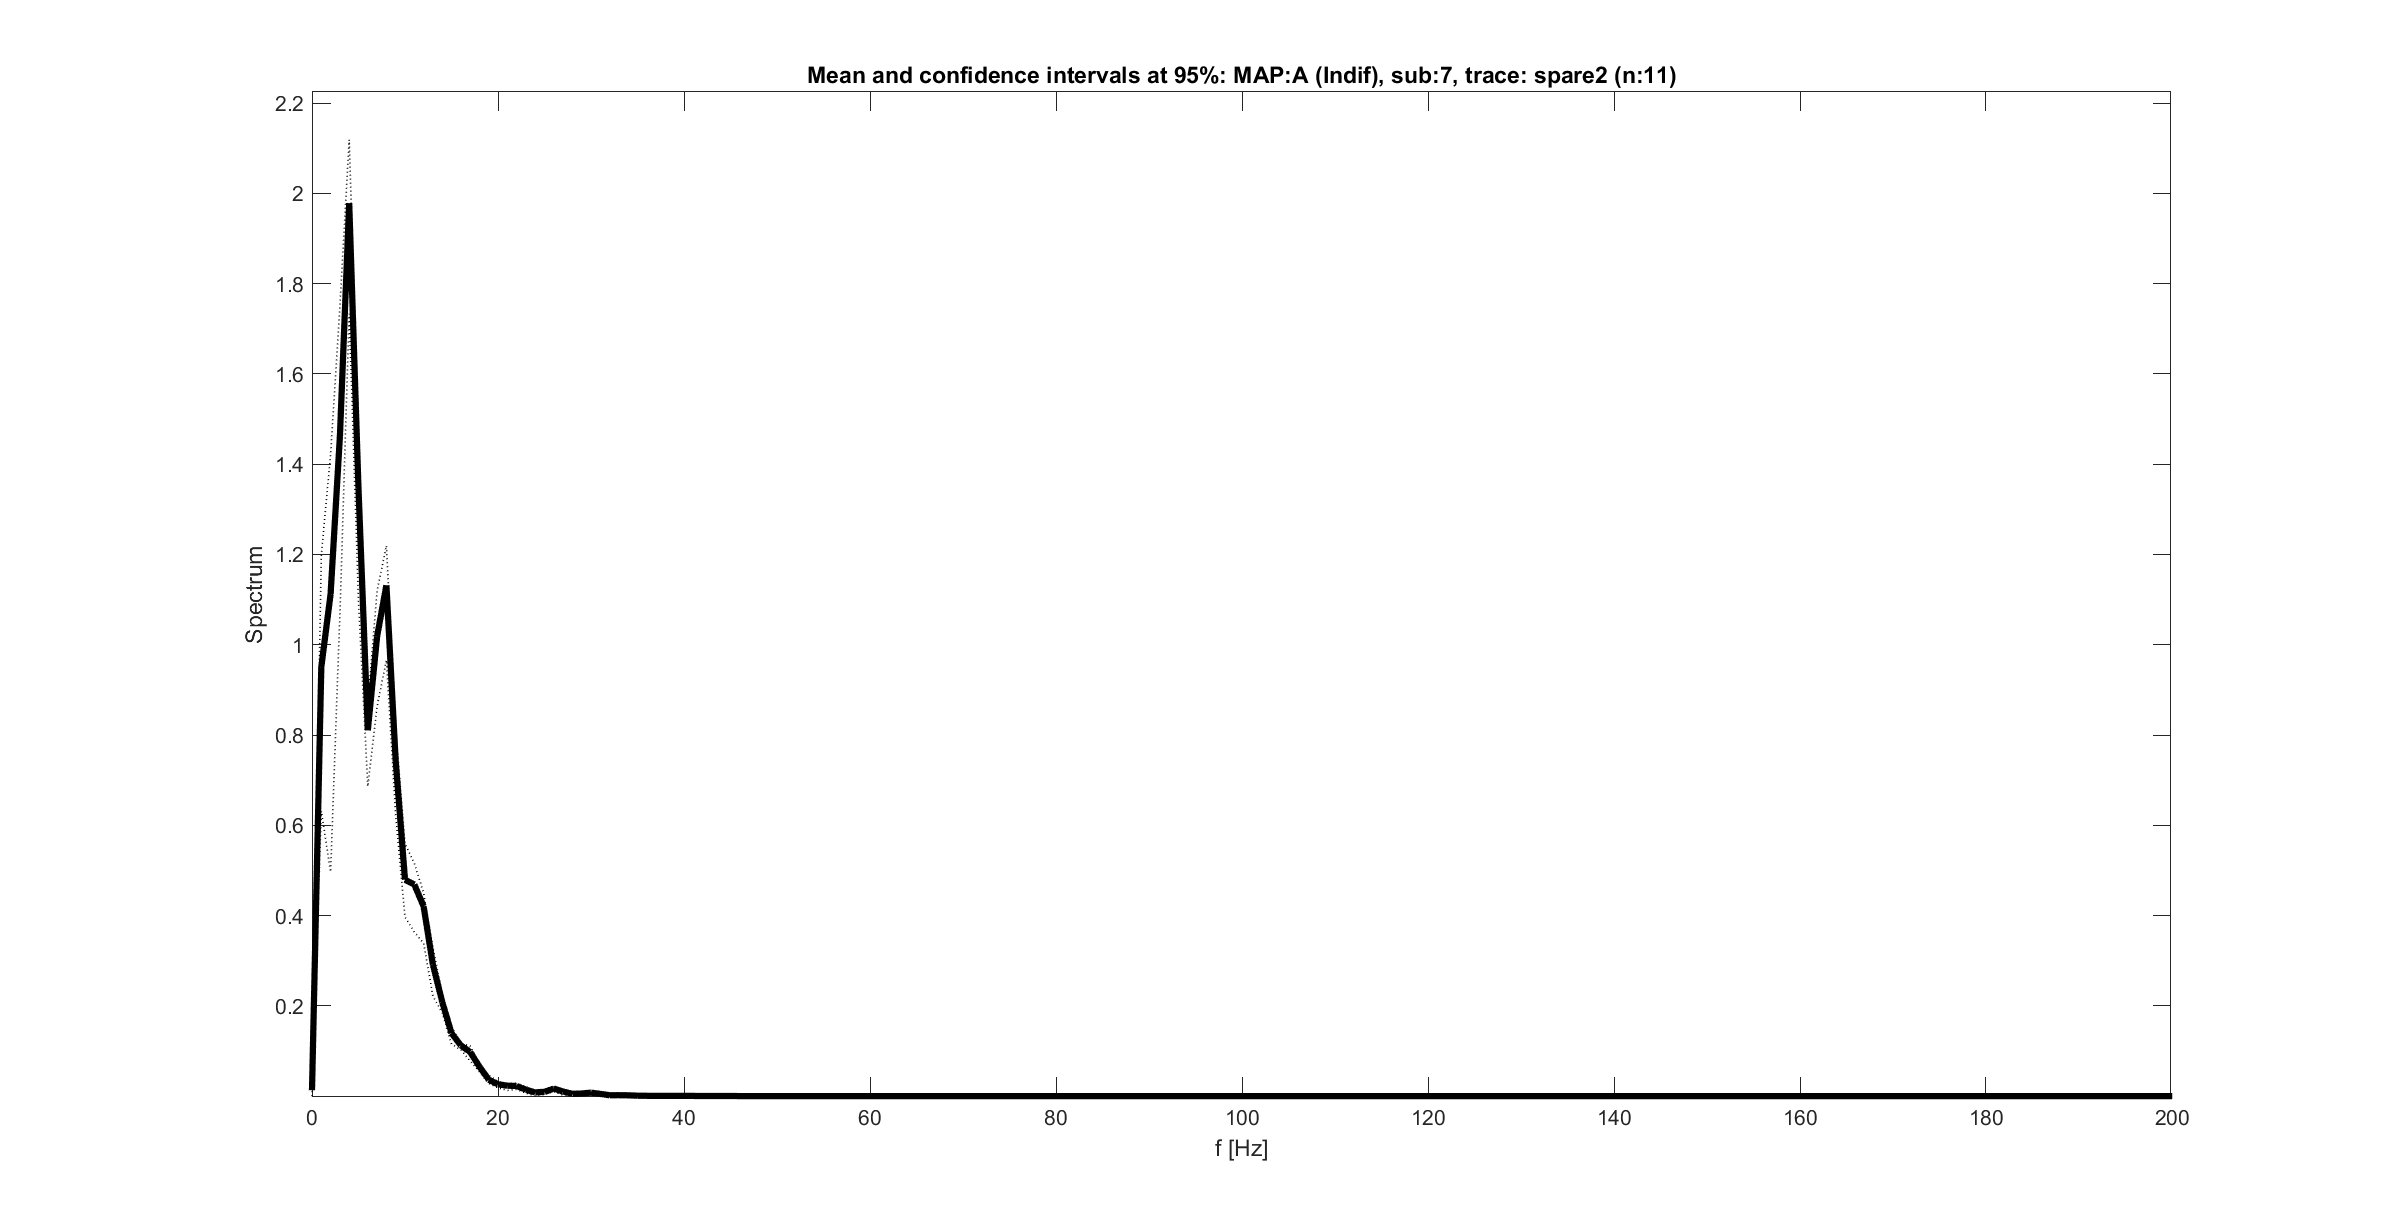 Mean and confidence intervals at 95%: MAP:A (Indif), sub:7, trace: spare2 (n:11)
2.2
2
1.8
1.6
1.4
1.2
1
0.8
0.6
0.4
0.2
Spectrum
0 20 40 60 80 100 120 140 160 180 200
f [Hz]